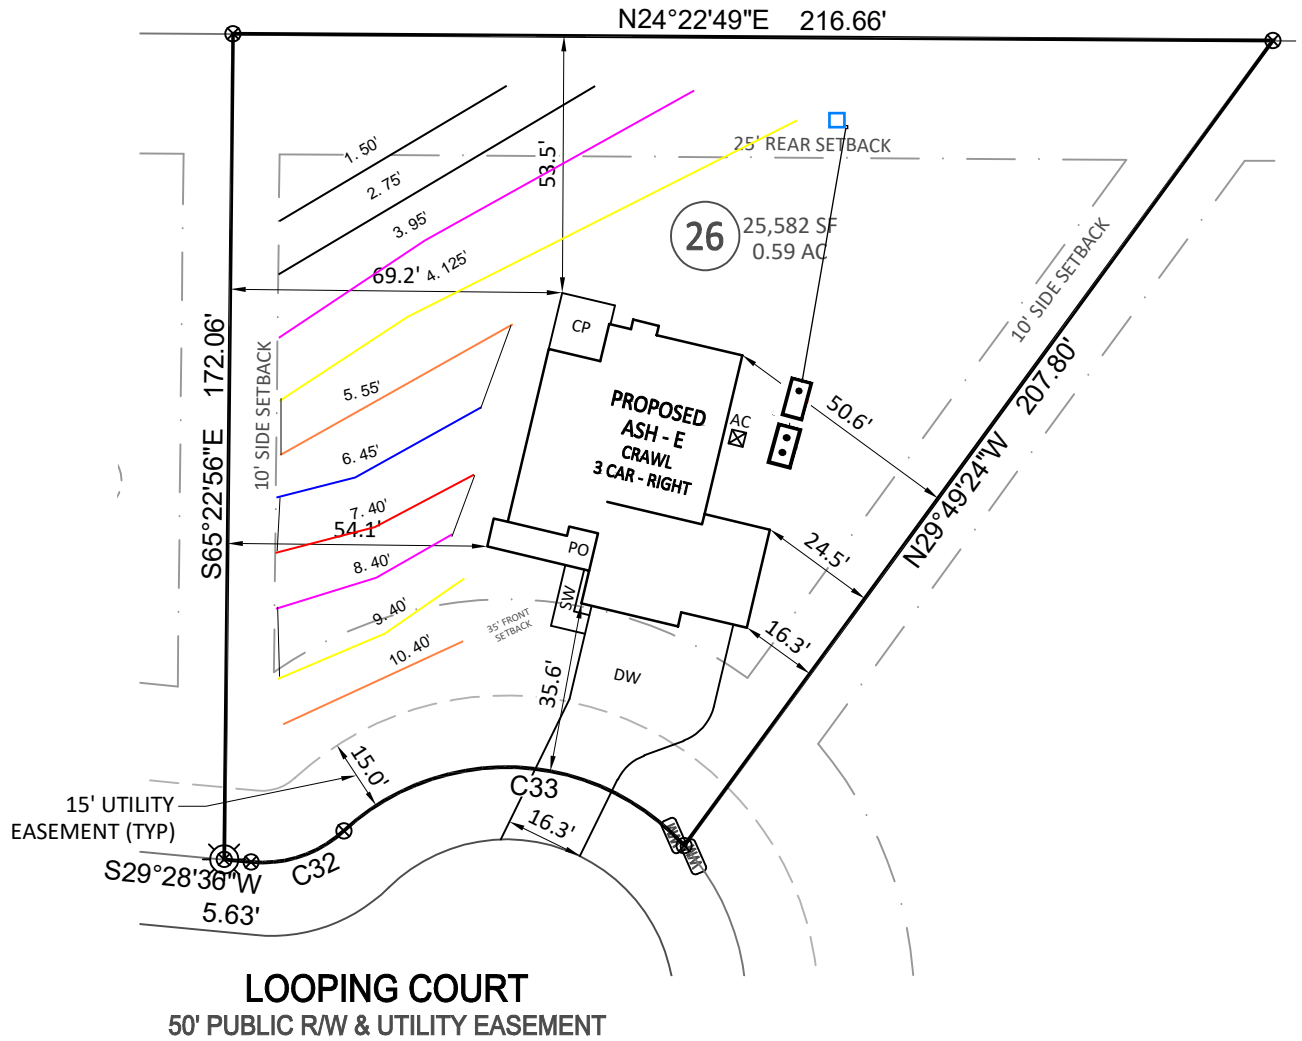 N24°22'49"E 216.66'
1. 50'
2. 75'
3. 95'
4. 125'
53.5'
25' REAR SETBACK
26
25,582 SF
0.59 AC
69.2'
CP
10' SIDE SETBACK
S65°22'56"E 172.06'
10' SIDE SETBACK
5. 55'
6. 45'
7. 40'
54.1'
8. 40'
9. 40'
10. 40'
PROPOSED
ASH - E
CRAWL
3 CAR - RIGHT
AC
50.6'
N29°49'24"W 207.80'
24.5'
16.3'
PO
SW
35' FRONT
SETBACK
35.6'
DW
15.0'
15' UTILITY
EASEMENT (TYP)
C33
16.3'
C32
S29°28'36"W
5.63'
LOOPING COURT
50' PUBLIC R/W & UTILITY EASEMENT